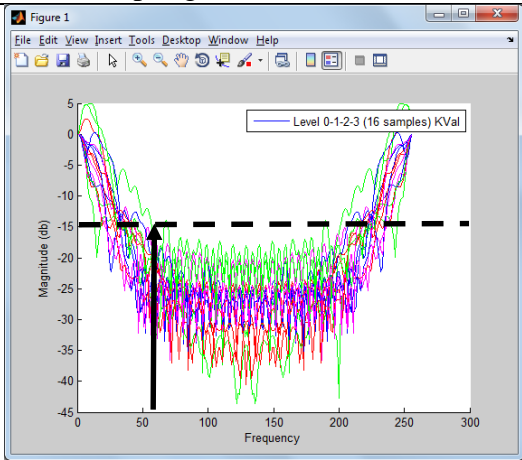 Figure 1
File Edit View Insert Tools Desktop Window Help
Level 0-1-2-3 (16 samples) KVal
5
0
-5
-10
-15
-20
-25
-30
-35
-40
-45
Magnitude (db)
0 50 100 150 200 250 300
Frequency